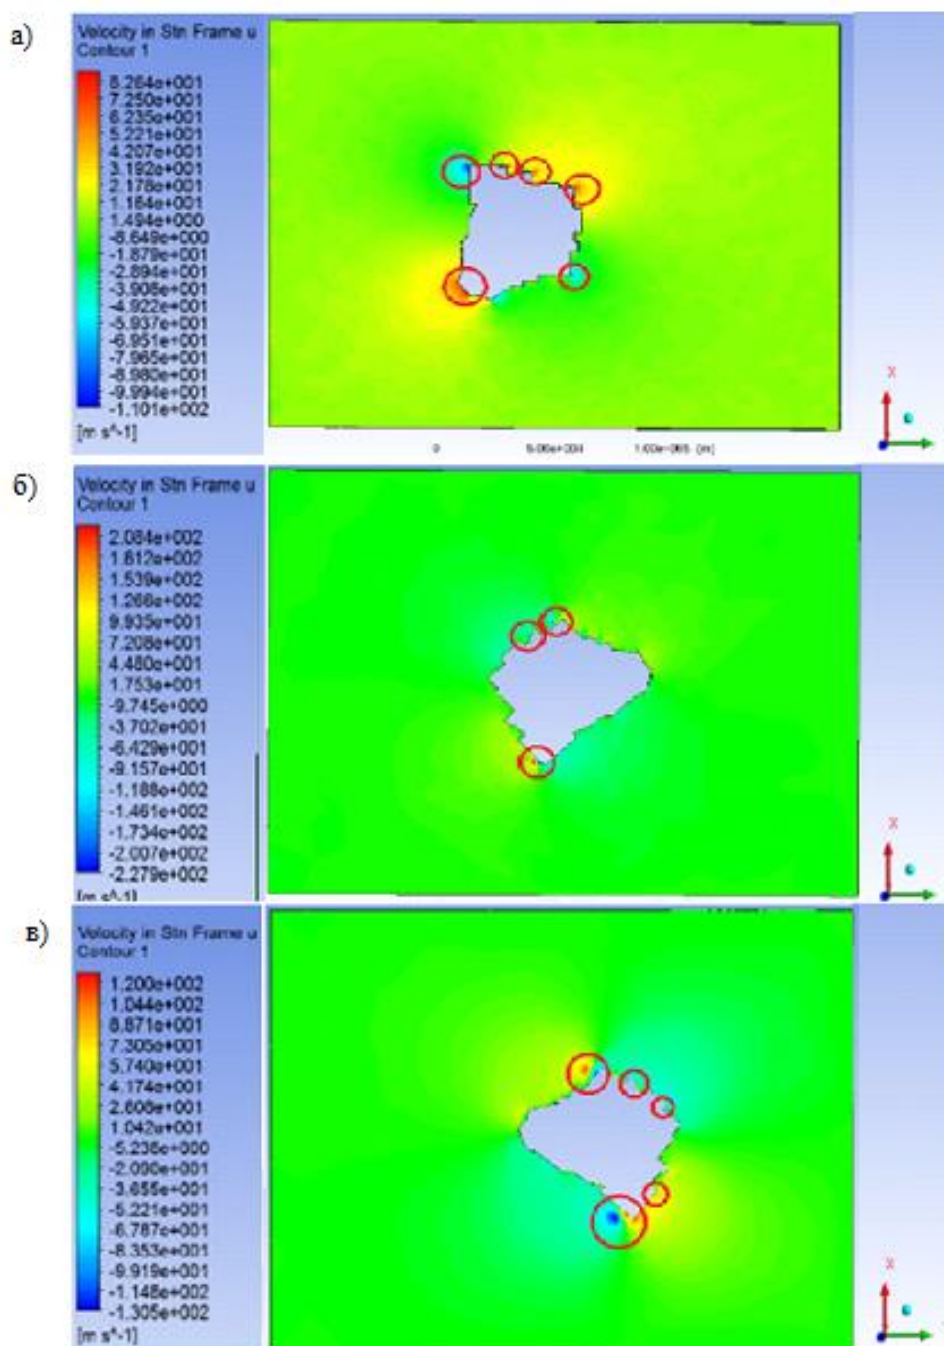 а)
Velocity in Stn Frame u
Contour 1
8.264e+001
7.250e+001
6.235e+001
5.221e+001
4.207e+001
3.192e+001
2.178e+001
1.164e+001
1.494e+000
-8.649e+000
-1.879e+001
-2.894e+001
-3.908e+001
-4.922e+001
-5.937e+001
-6.951e+001
-7.965e+001
-8.980e+001
-9.994e+001
-1.101e+002
[m s^-1]
0
(m)
X
б)
Velocity in Stn Frame u
Contour 1
2.084e+002
1.812e+002
1.539e+002
1.266e+002
9.935e+001
7.208e+001
4.480e+001
1.753e+001
-9.745e+000
-3.702e+001
-6.429e+001
-9.157e+001
-1.188e+002
-1.461e+002
-1.734e+002
-2.007e+002
-2.279e+002
[m s^-1]
X
в)
Velocity in Stn Frame u
Contour 1
1.200e+002
1.044e+002
8.871e+001
7.305e+001
5.740e+001
4.174e+001
2.608e+001
1.042e+001
-5.236e+000
-2.090e+001
-3.655e+001
-5.221e+001
-6.787e+001
-8.353e+001
-9.919e+001
-1.148e+002
-1.305e+002
[m s^-1]
X